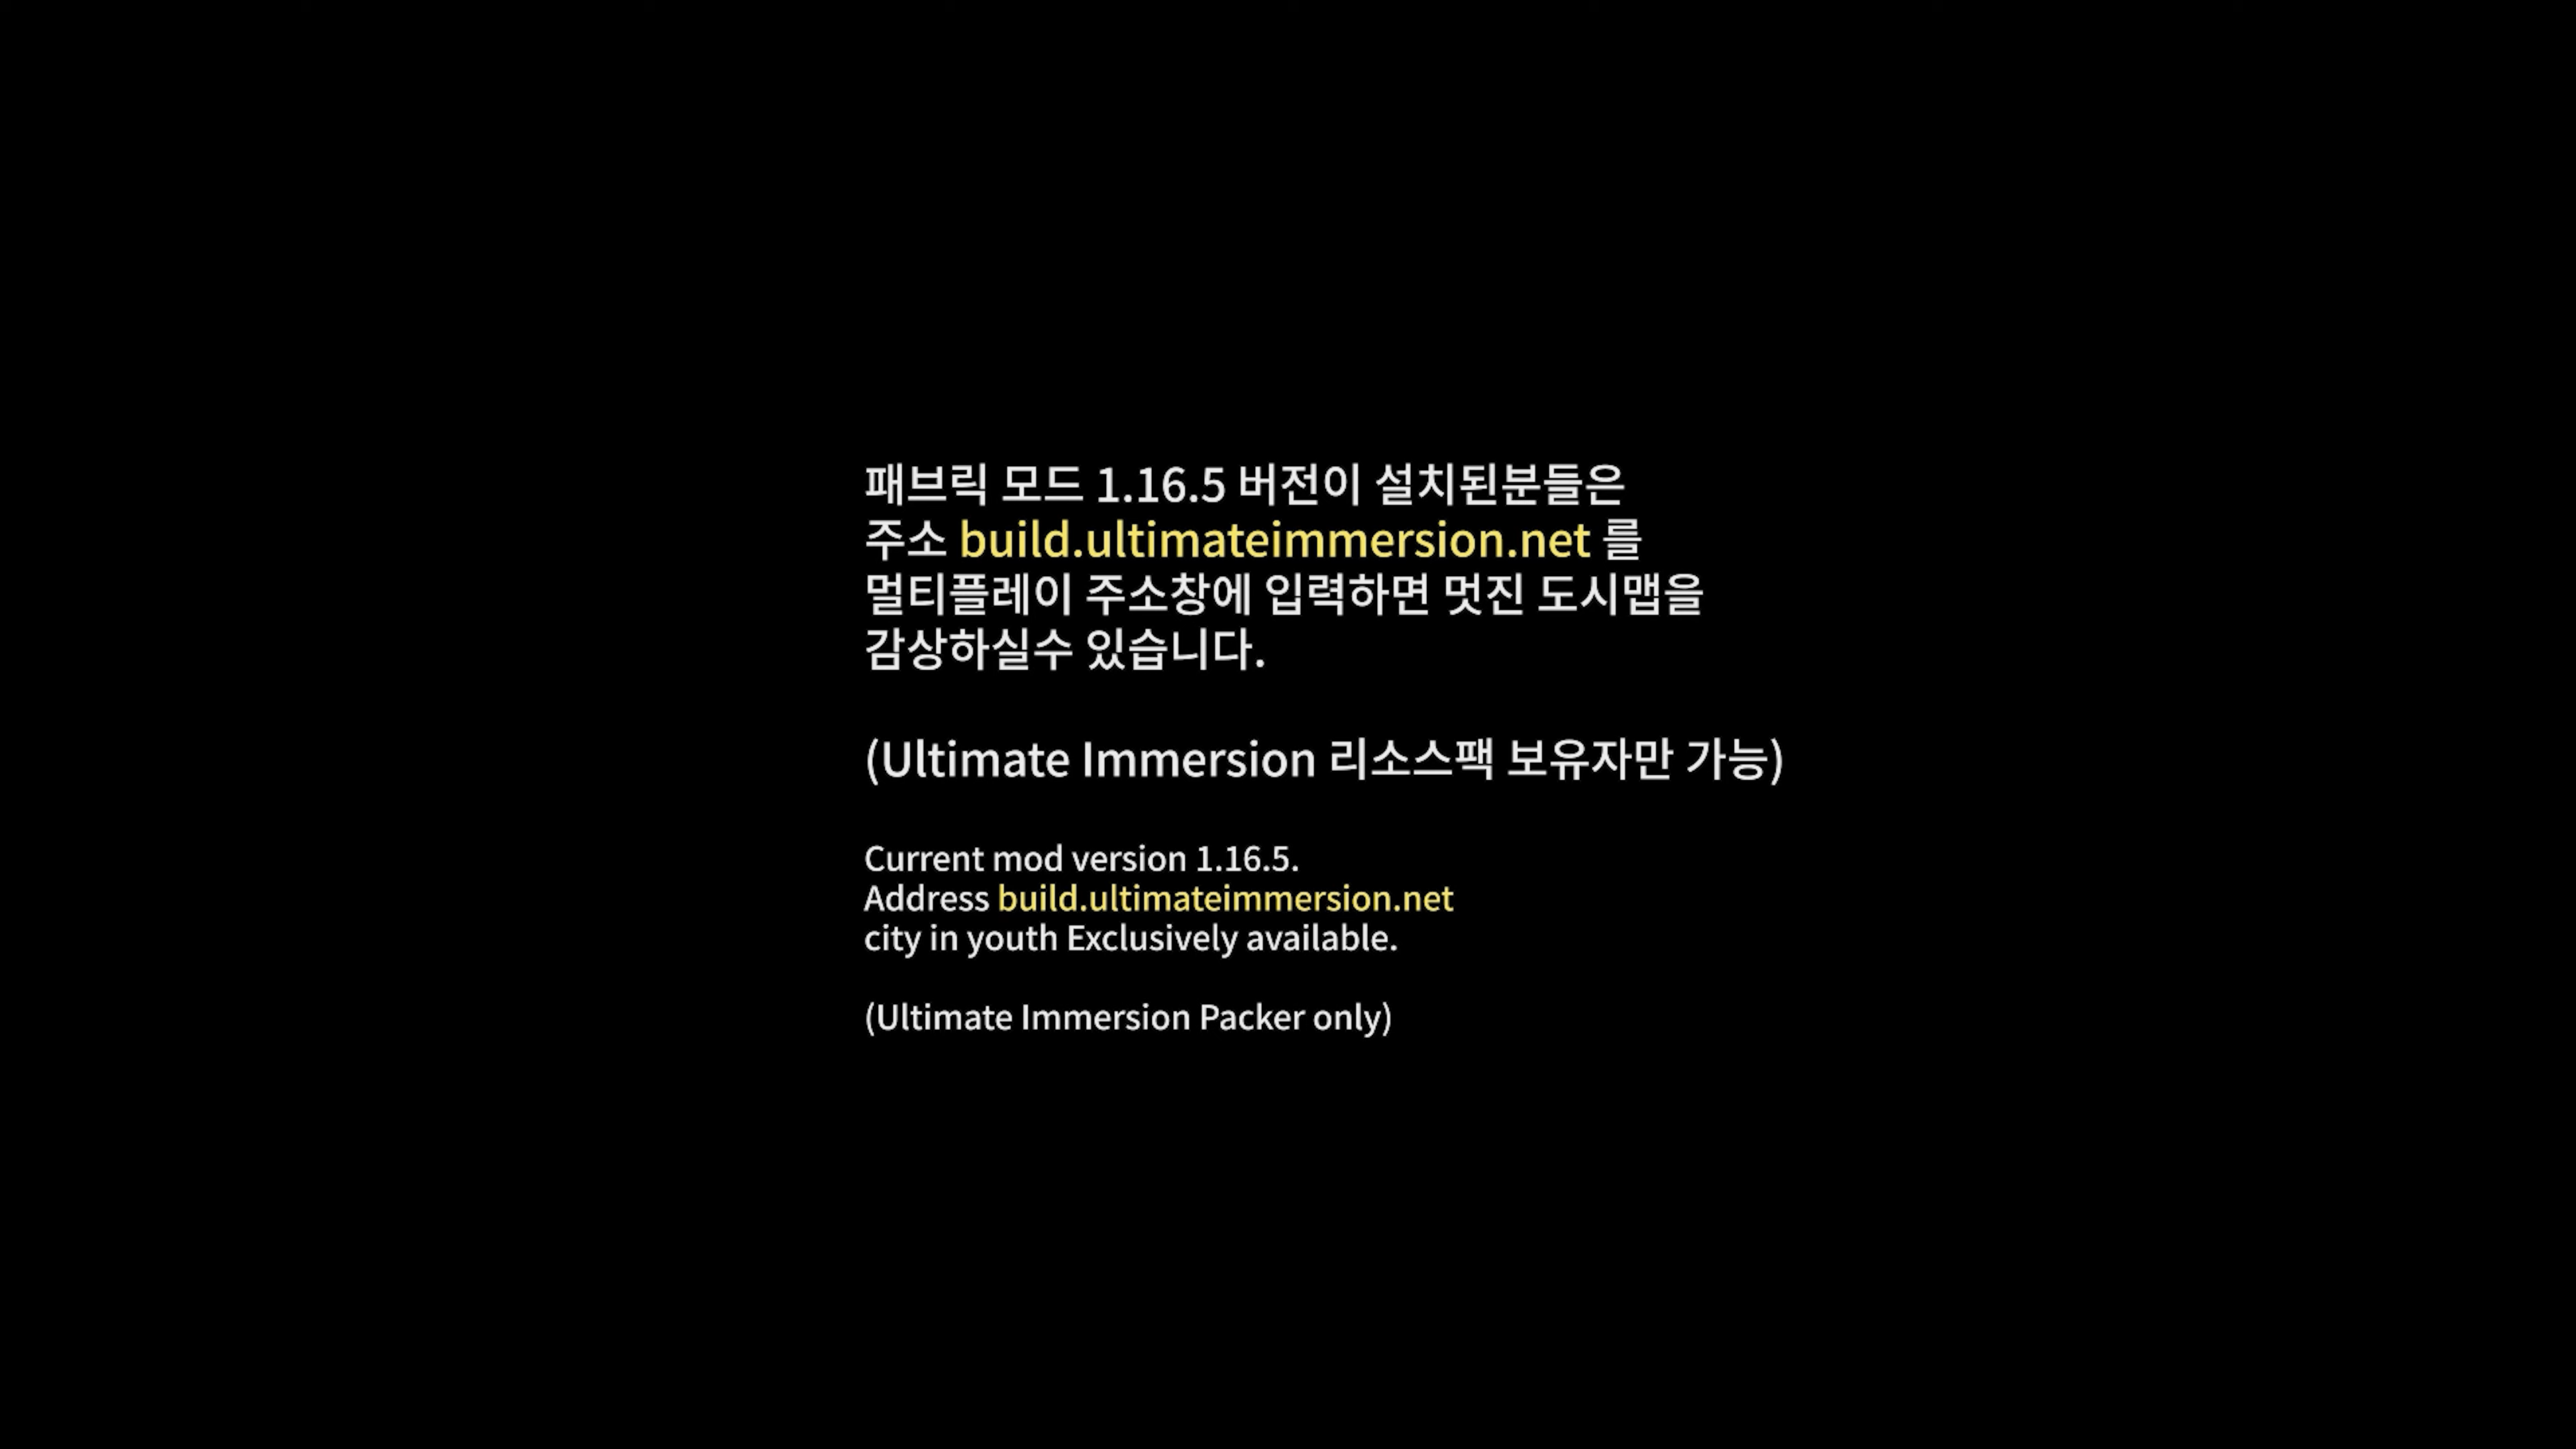 패브릭 모드 1.16.5 버전이 설치된분들은
주소 build.ultimateimmersion.net 를
멀티플레이 주소창에 입력하면 멋진 도시맵을
감상하실수 있습니다.
(Ultimate Immersion 리소스팩 보유자만 가능)
Current mod version 1.16.5.
Address build.ultimateimmersion.net
city in youth Exclusively available.
(Ultimate Immersion Packer only)